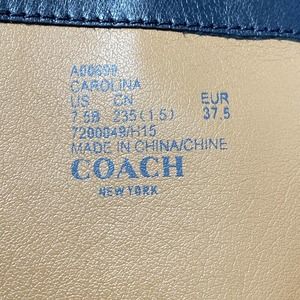 A00699
CAROLINA
US CN EUR
7.5B 235(1.5) 37.5
7200049/H15
MADE IN CHINA/CHINE
COACH
NEW YORK